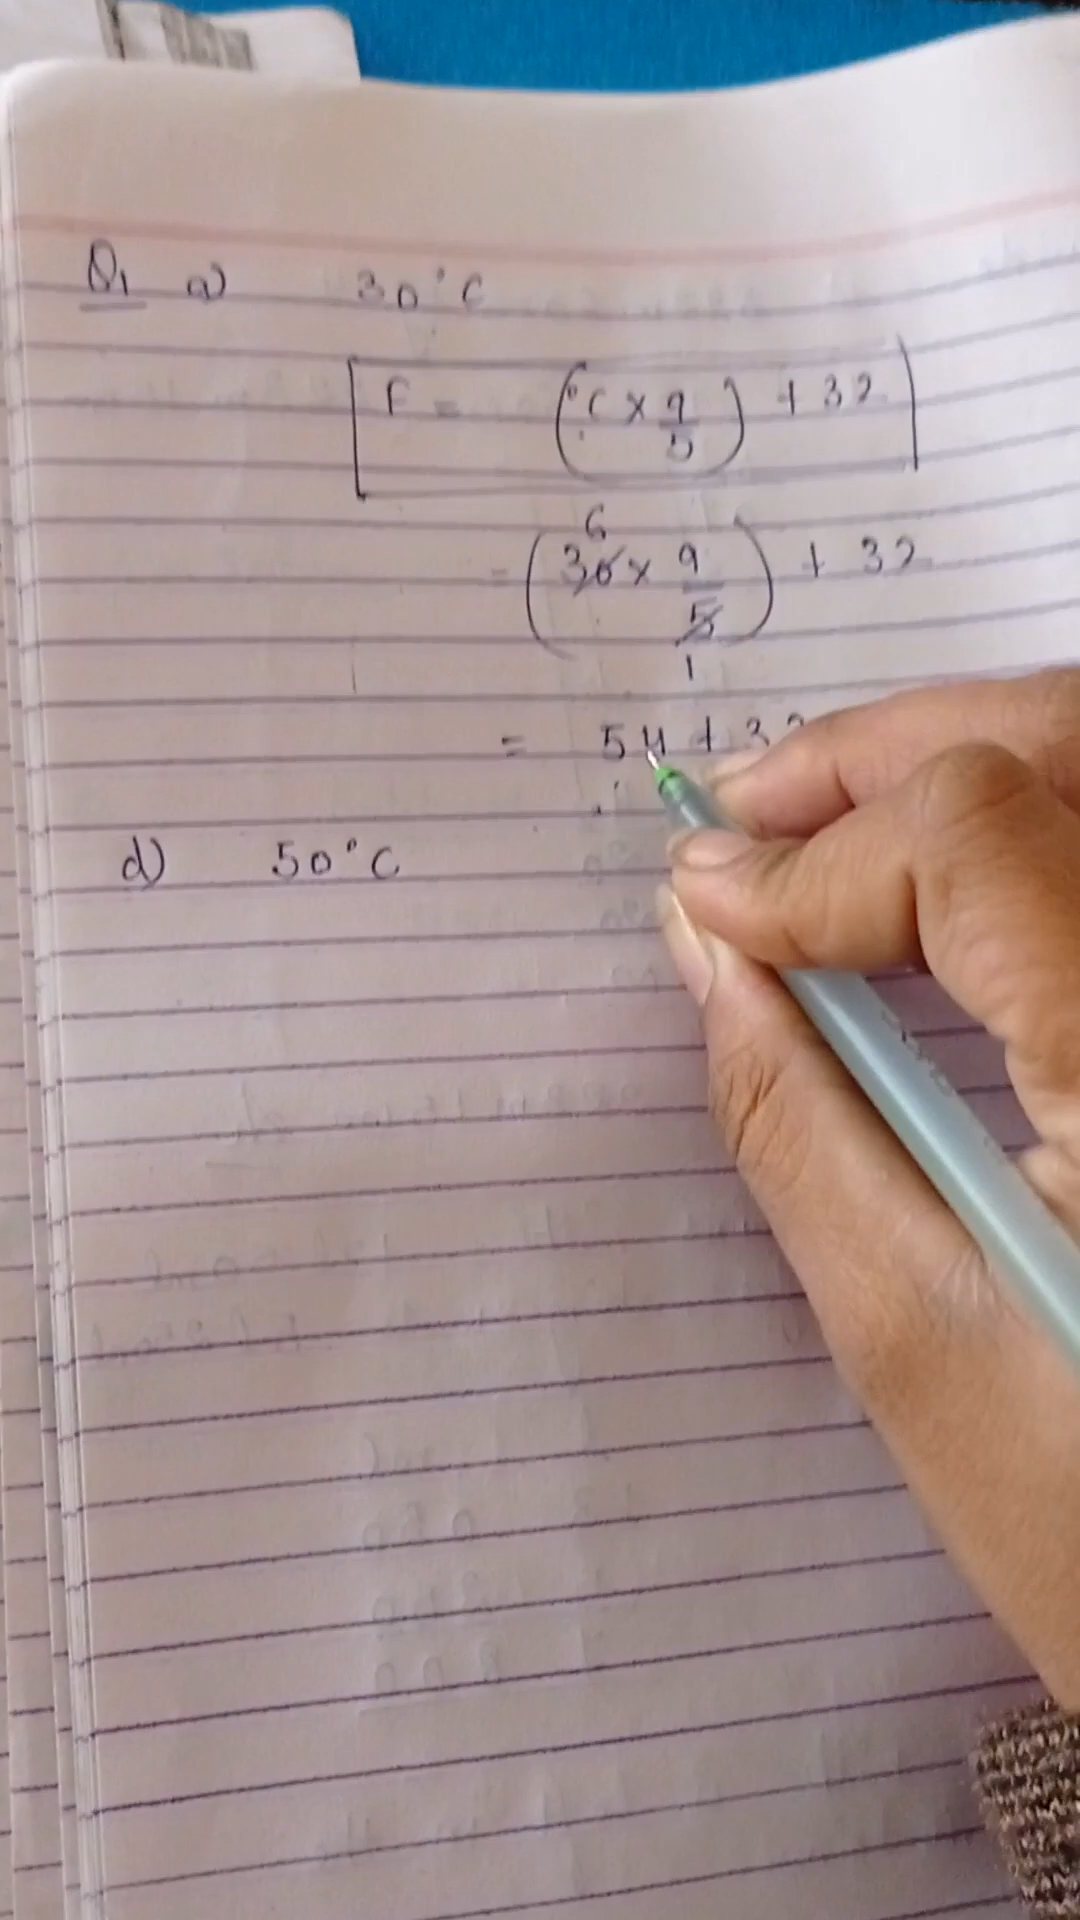 Q1 a) 30°C
F = (°C × 9/5) + 32
6
= (30 × 9/5) + 32
1
= 54 + 32
d) 50°C